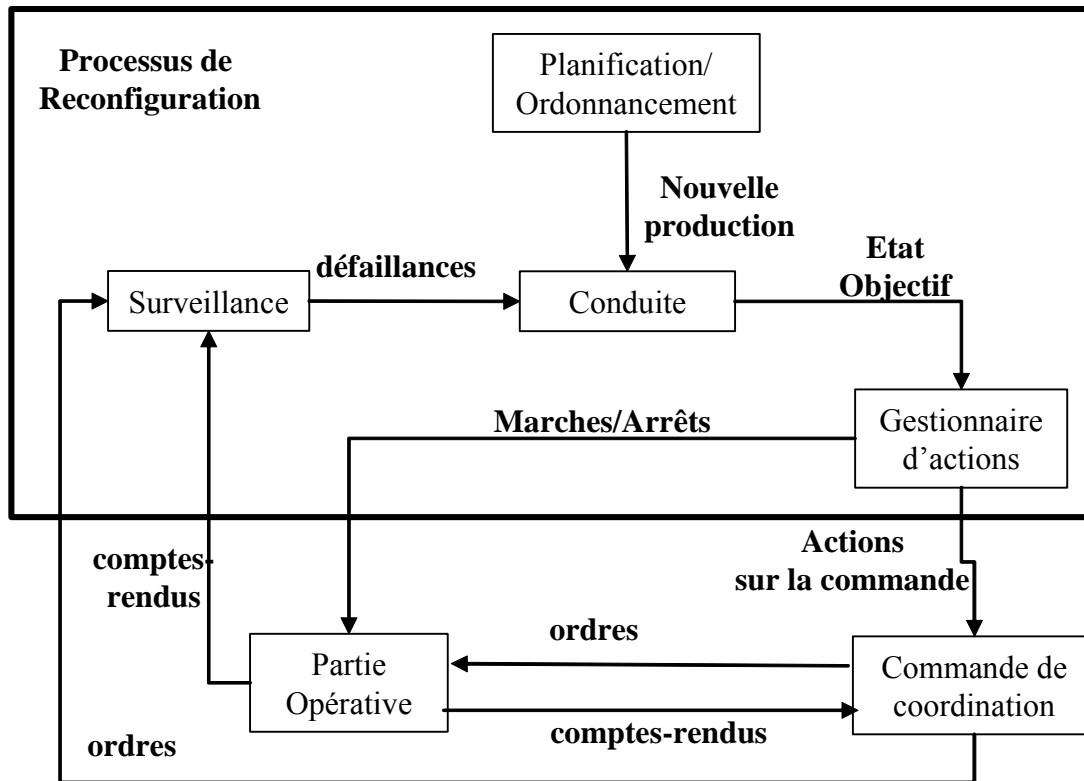 Processus de
Reconfiguration
Planification/
Ordonnancement
Nouvelle
production
Etat
Objectif
défaillances
Surveillance
Conduite
Marches/Arrêts
Gestionnaire
d'actions
comptes-
rendus
Actions
sur la commande
ordres
Partie
Opérative
Commande de
coordination
comptes-rendus
ordres